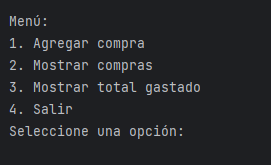 Menú:
1. Agregar compra
2. Mostrar compras
3. Mostrar total gastado
4. Salir
Seleccione una opción: